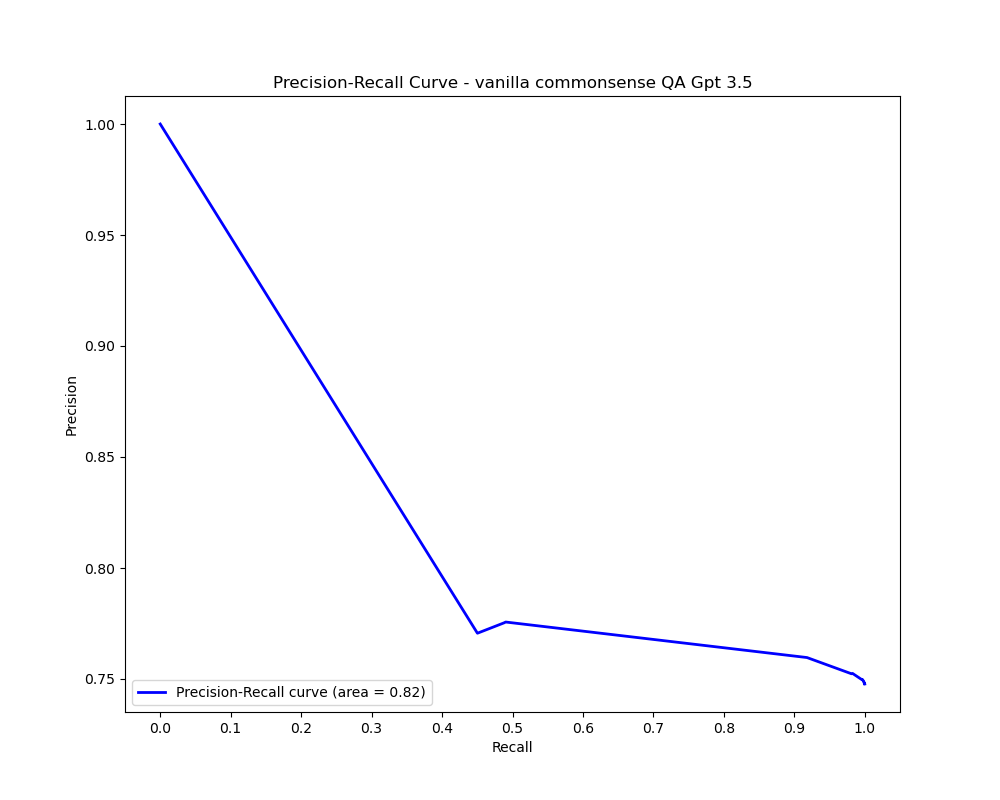 Precision-Recall Curve - vanilla commonsense QA Gpt 3.5
1.00
0.95
0.90
0.85
0.80
0.75
Precision
Precision-Recall curve (area = 0.82)
0.0 0.1 0.2 0.3 0.4 0.5 0.6 0.7 0.8 0.9 1.0
Recall